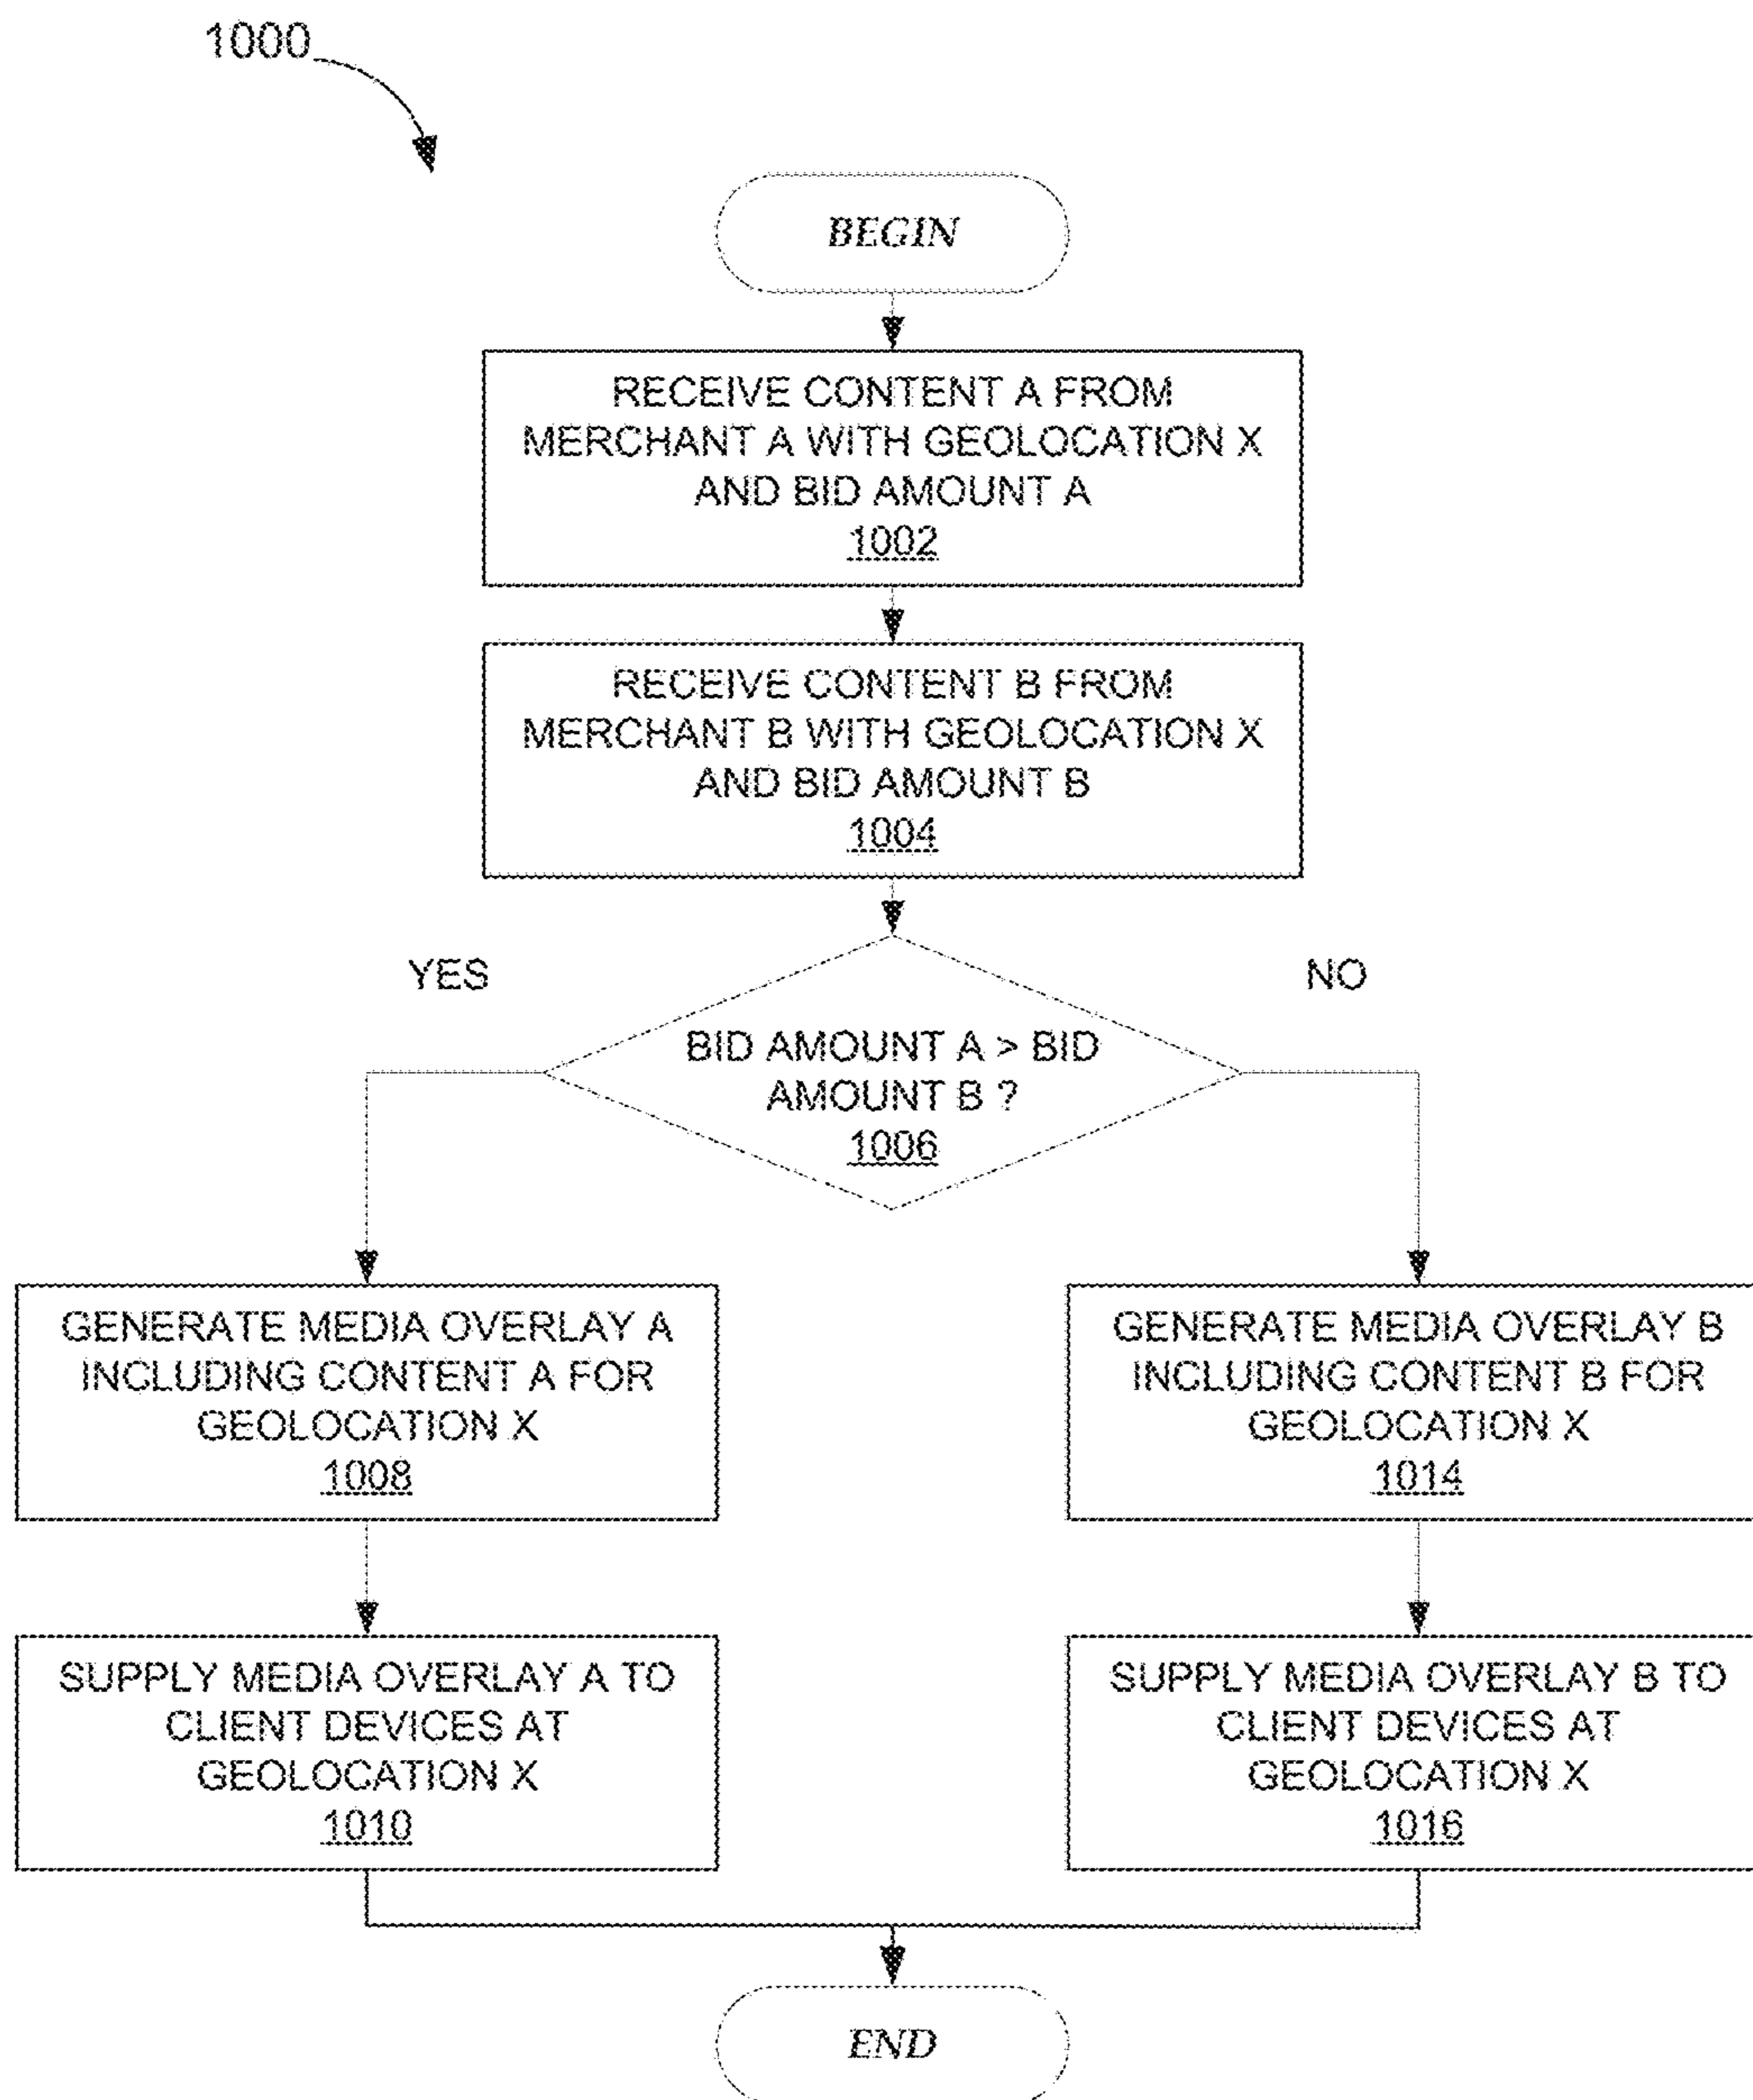 1000
BEGIN
RECEIVE CONTENT A FROM
MERCHANT A WITH GEOLOCATION X
AND BID AMOUNT A
1002
RECEIVE CONTENT B FROM
MERCHANT B WITH GEOLOCATION X
AND BID AMOUNT B
1004
YES
NO
BID AMOUNT A > BID
AMOUNT B ?
1006
GENERATE MEDIA OVERLAY A
INCLUDING CONTENT A FOR
GEOLOCATION X
1008
GENERATE MEDIA OVERLAY B
INCLUDING CONTENT B FOR
GEOLOCATION X
1014
SUPPLY MEDIA OVERLAY A TO
CLIENT DEVICES AT
GEOLOCATION X
1010
SUPPLY MEDIA OVERLAY B TO
CLIENT DEVICES AT
GEOLOCATION X
1016
END